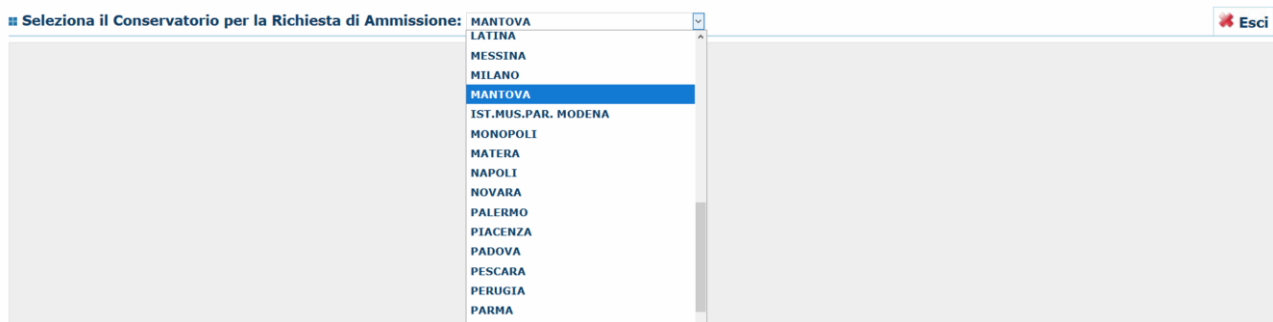 Seleziona il Conservatorio per la Richiesta di Ammissione: MANTOVA Esci
LATINA
MESSINA
MILANO
MANTOVA
IST.MUS.PAR. MODENA
MONOPOLI
MATERA
NAPOLI
NOVARA
PALERMO
PIACENZA
PADOVA
PESCARA
PERUGIA
PARMA